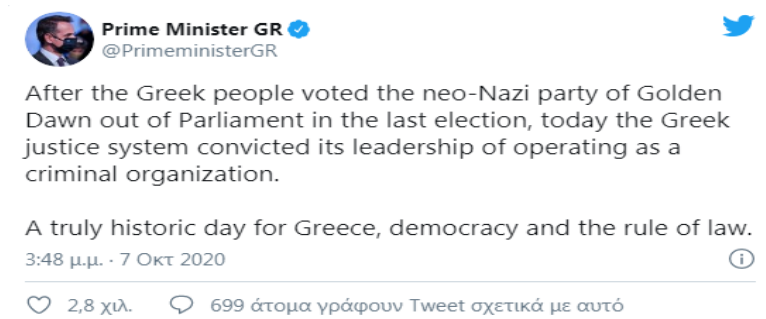 Prime Minister GR
@PrimeministerGR
After the Greek people voted the neo-Nazi party of Golden
Dawn out of Parliament in the last election, today the Greek
justice system convicted its leadership of operating as a
criminal organization.
A truly historic day for Greece, democracy and the rule of law.
3:48 μ.μ. · 7 Οκτ 2020
2,8 χιλ. 699 άτομα γράφουν Tweet σχετικά με αυτό